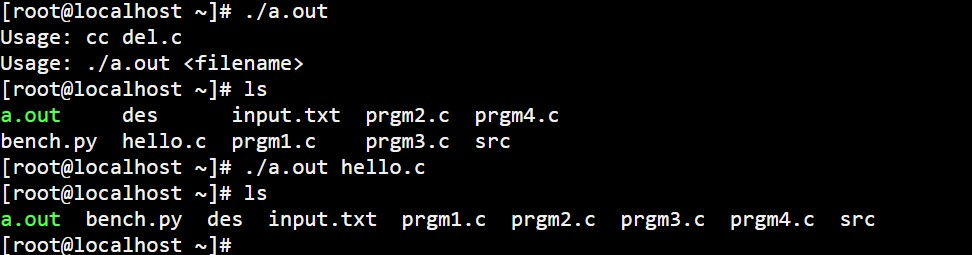 [root@localhost ~]# ./a.out
Usage: cc del.c
Usage: ./a.out <filename>
[root@localhost ~]# ls
a.out     des      input.txt  prgm2.c  prgm4.c
bench.py  hello.c  prgm1.c    prgm3.c  src
[root@localhost ~]# ./a.out hello.c
[root@localhost ~]# ls
a.out  bench.py  des  input.txt  prgm1.c  prgm2.c  prgm3.c  prgm4.c  src
[root@localhost ~]#